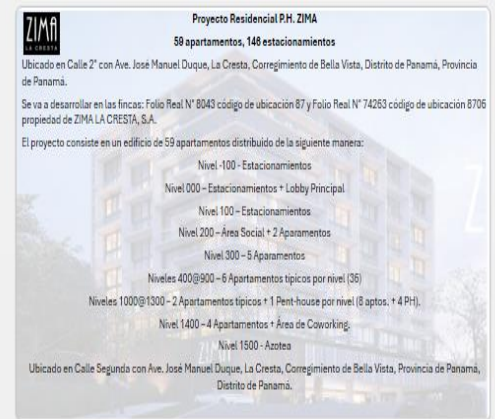 ZIMA
LA CRESTA
Proyecto Residencial P.H. ZIMA
59 apartamentos, 146 estacionamientos
Ubicado en Calle 2° con Ave. José Manuel Duque, La Cresta, Corregimiento de Bella Vista, Distrito de Panamá, Provincia
de Panamá.
Se va a desarrollar en las fincas: Folio Real N° 8043 código de ubicación 87 y Folio Real N° 74263 código de ubicación 8706
propiedad de ZIMA LA CRESTA, S.A.
El proyecto consiste en un edificio de 59 apartamentos distribuido de la siguiente manera:
Nivel -100 - Estacionamientos
Nivel 000 – Estacionamientos + Lobby Principal
Nivel 100 – Estacionamientos
Nivel 200 – Área Social + 2 Aparamentos
Nivel 300 – 5 Aparamentos
Niveles 400@900 – 6 Apartamentos tipicos por nivel (36)
Niveles 1000@1300 – 2 Apartamentos típicos + 1 Pent-house por nivel (8 aptos. + 4 PH).
Nivel 1400 – 4 Apartamentos + Área de Coworking.
Nivel 1500 - Azotea
Ubicado en Calle Segunda con Ave. José Manuel Duque, La Cresta, Corregimiento de Bella Vista, Provincia de Panamá,
Distrito de Panamá.